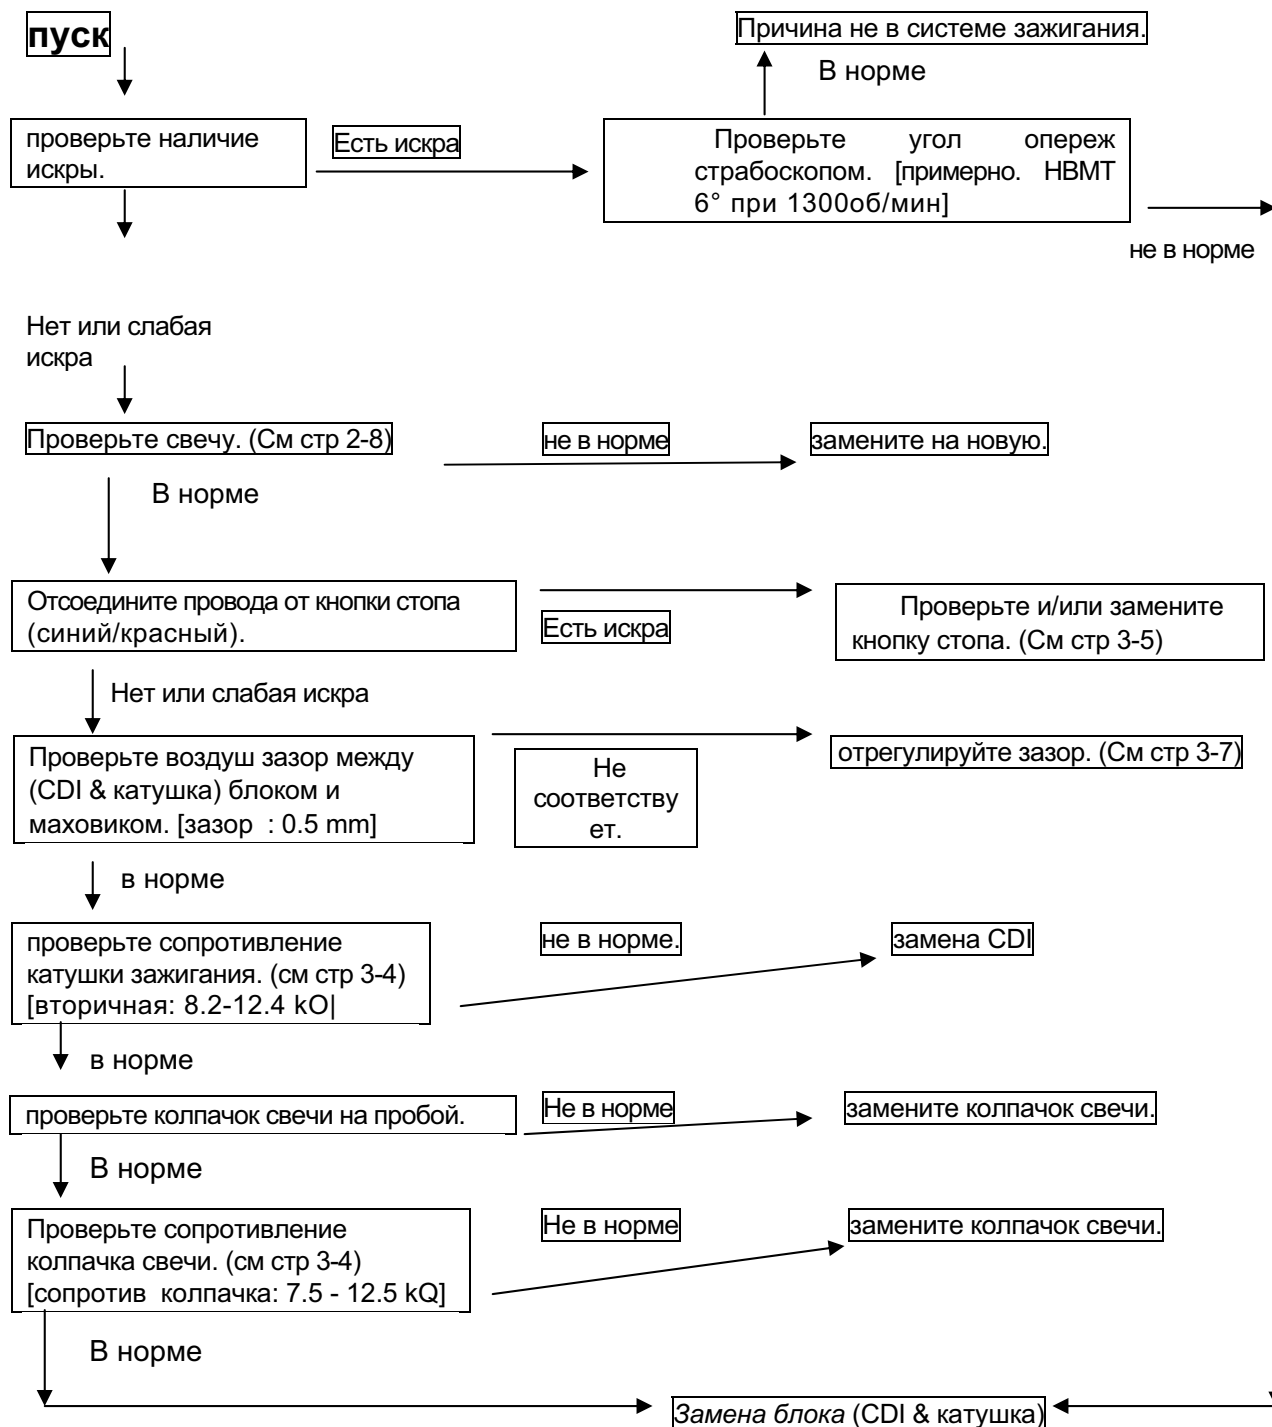 пуск
Причина не в системе зажигания.
В норме
проверьте наличие
искры.
Есть искра
Проверьте угол опереж
страбоскопом. [примерно. НВМТ
6° при 1300об/мин]
не в норме
Нет или слабая
искра
Проверьте свечу. (См стр 2-8)
не в норме
замените на новую.
В норме
Отсоедините провода от кнопки стопа
(синий/красный).
Есть искра
Проверьте и/или замените
кнопку стопа. (См стр 3-5)
Нет или слабая искра
Проверьте воздуш зазор между
(CDI & катушка) блоком и
маховиком. [зазор : 0.5 mm]
Не
соответству
ет.
отрегулируйте зазор. (См стр 3-7)
в норме
проверьте сопротивление
катушки зажигания. (см стр 3-4)
[вторичная: 8.2-12.4 kO|
не в норме.
замена CDI
в норме
проверьте колпачок свечи на пробой.
Не в норме
замените колпачок свечи.
В норме
Проверьте сопротивление
колпачка свечи. (см стр 3-4)
[сопротив колпачка: 7.5 - 12.5 kQ]
Не в норме
замените колпачок свечи.
В норме
Замена блока (CDI & катушка)